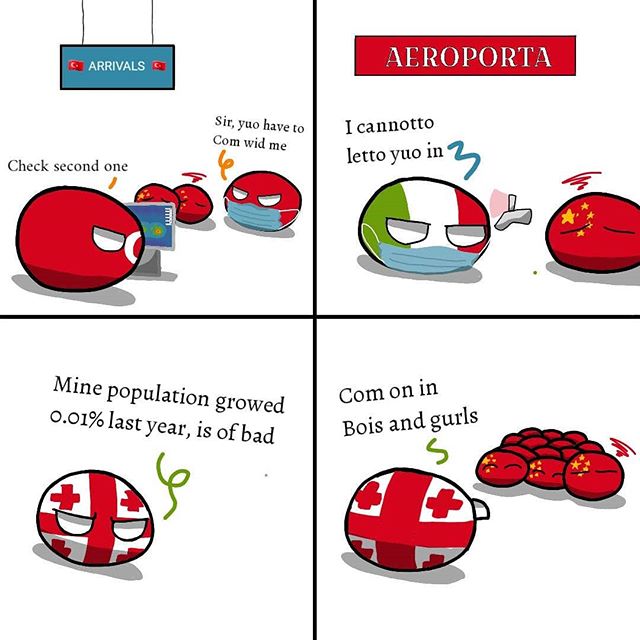 ARRIVALS
Check second one
Sir, yuo have to
Com wid me
AEROPORTA
I cannotto
letto yuo in
Mine population growed
0.01% last year, is of bad
Com on in
Bois and gurls